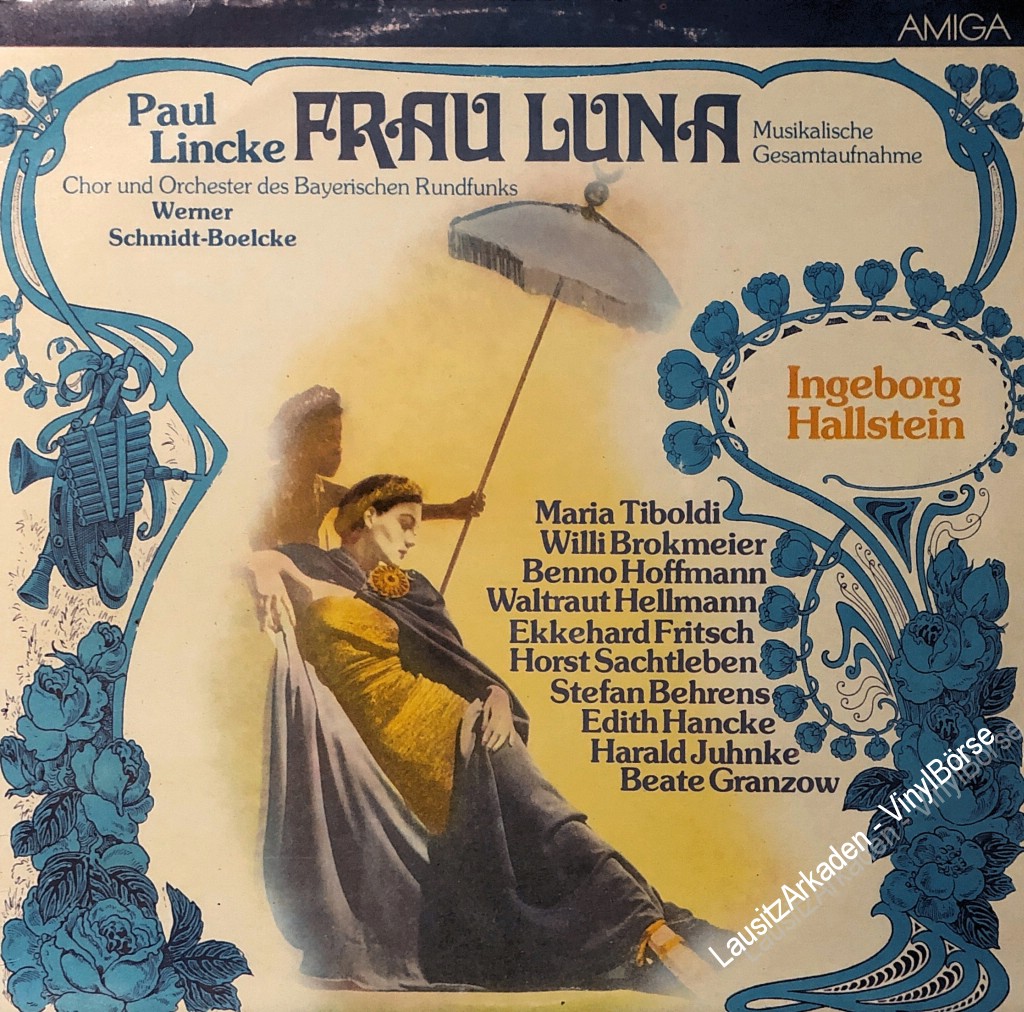 AMIGA
Paul
Lincke
FRAU LUNA
Musikalische
Gesamtaufnahme
Chor und Orchester des Bayerischen Rundfunks
Werner
Schmidt-Boelcke
Ingeborg
Hallstein
Maria Tiboldi
Willi Brokmeier
Benno Hoffmann
Waltraut Hellmann
Ekkehard Fritsch
Horst Sachtleben
Stefan Behrens
Edith Hancke
Harald Juhnke
Beate Granzow
LausitzArkaden - VinylBörse